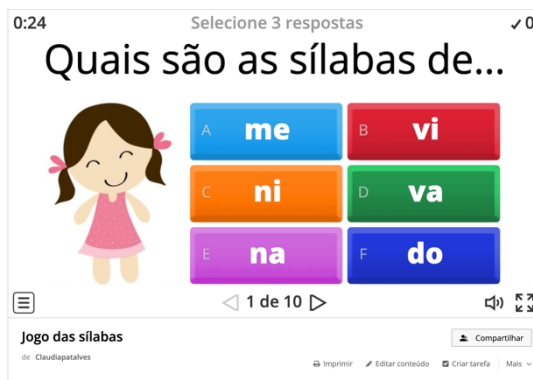 0:24 Selecione 3 respostas ✓ 0
Quais são as sílabas de...
A me B vi
C ni D va
E na F do
1 de 10
Jogo das sílabas
Compartilhar
de Claudiapatalves
Imprimir Editar conteúdo Criar tarefa Mais